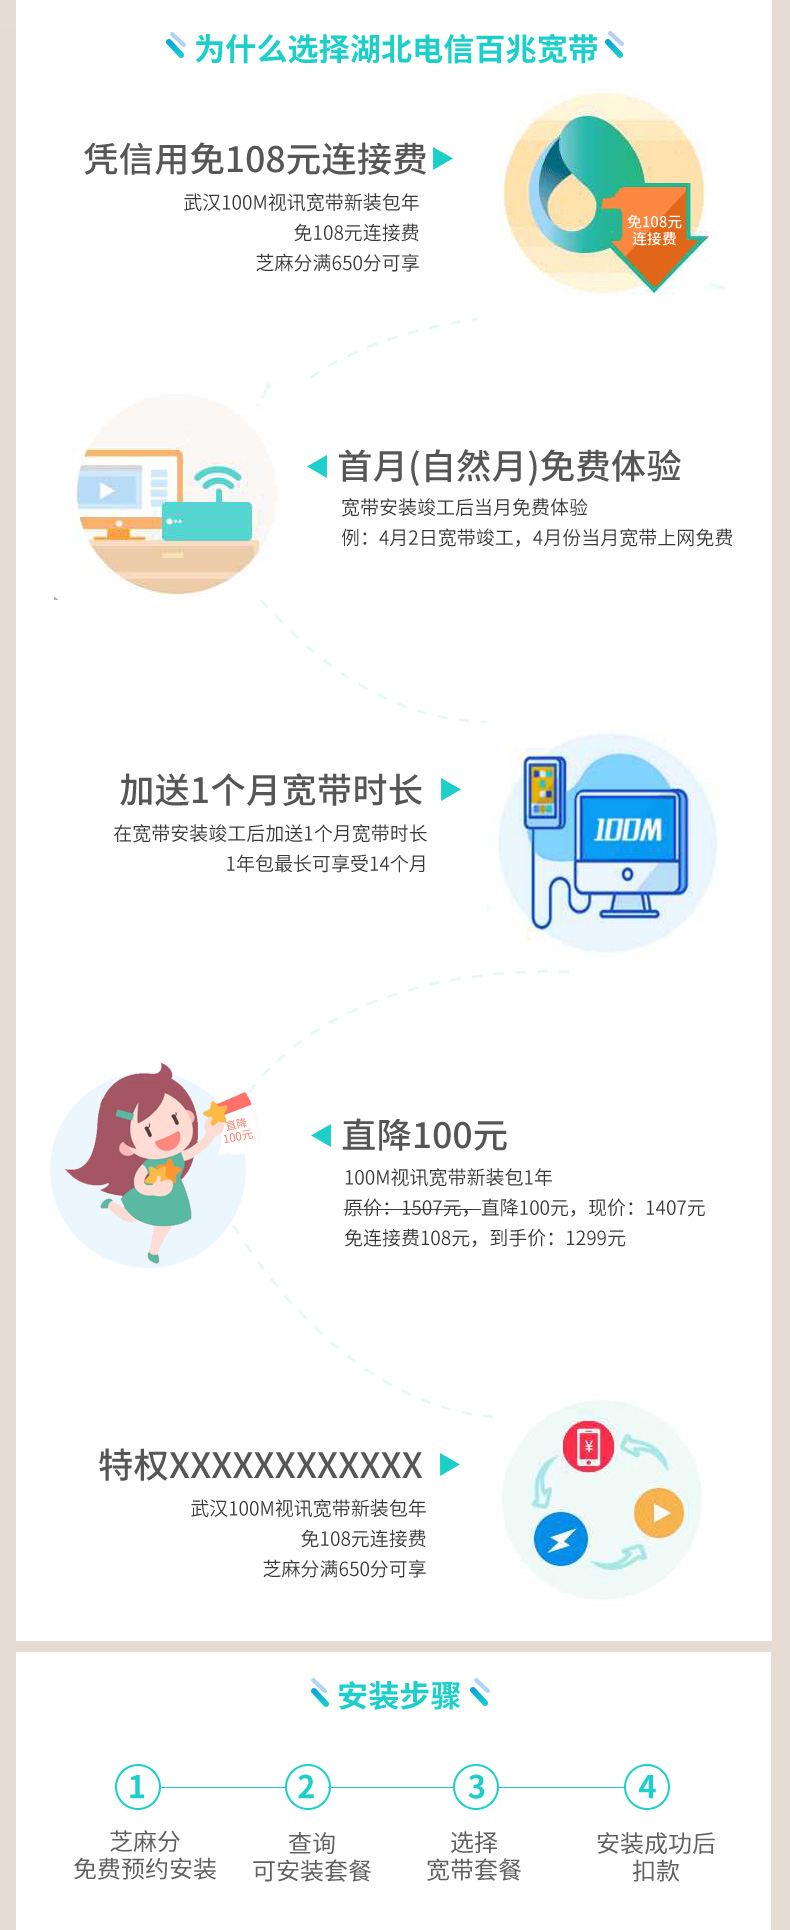 为什么选择湖北电信百兆宽带
凭信用免108元连接费
武汉100M视讯宽带新装包年
免108元连接费
芝麻分满650分可享
免108元
连接费
首月(自然月)免费体验
宽带安装竣工后当月免费体验
例：4月2日宽带竣工，4月份当月宽带上网免费
加送1个月宽带时长
在宽带安装竣工后加送1个月宽带时长
1年包最长可享受14个月
100M
直降
100元
直降100元
100M视讯宽带新装包1年
原价：1507元，直降100元，现价：1407元
免连接费108元，到手价：1299元
特权XXXXXXXXXXXX
武汉100M视讯宽带新装包年
免108元连接费
芝麻分满650分可享
¥
安装步骤
1
2
3
4
芝麻分
免费预约安装
查询
可安装套餐
选择
宽带套餐
安装成功后
扣款